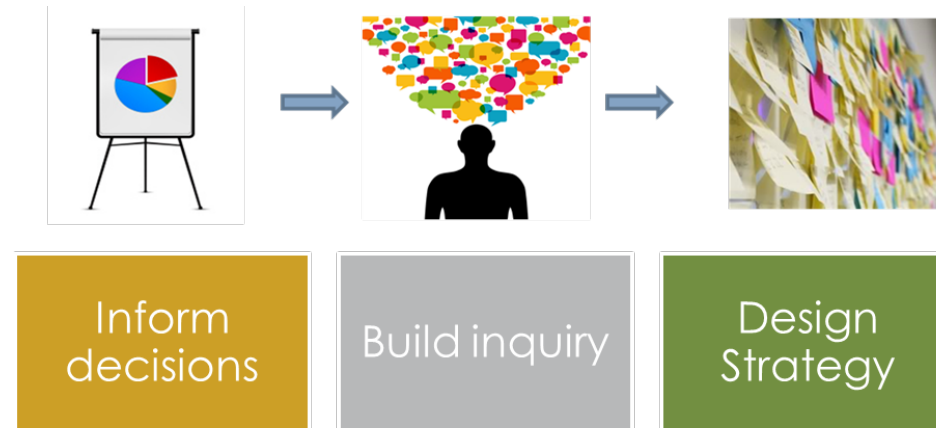 Inform
decisions
Build inquiry
Design
Strategy